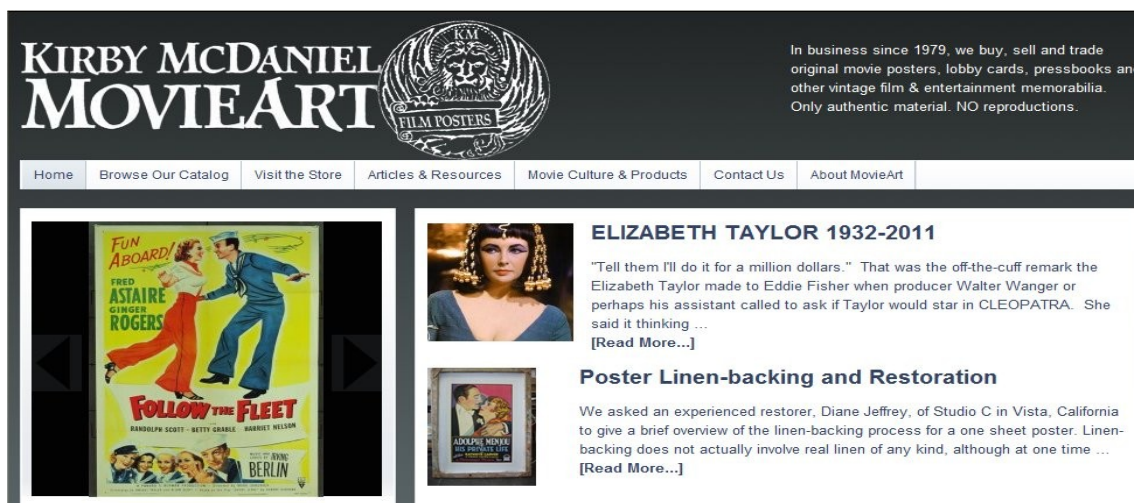 KIRBY MCDANIEL
MOVIEART
KM
FILM POSTERS
In business since 1979, we buy, sell and trade
original movie posters, lobby cards, pressbooks an
other vintage film & entertainment memorabilia.
Only authentic material. NO reproductions.
Home Browse Our Catalog Visit the Store Articles & Resources Movie Culture & Products Contact Us About MovieArt
FUN
ABOARD!
FRED
ASTAIRE
GINGER
ROGERS
FOLLOW THE FLEET
RANDOLPH SCOTT - BETTY GRABLE - HARRIET NELSON
IRVING
BERLIN
ELIZABETH TAYLOR 1932-2011
"Tell them I'll do it for a million dollars."  That was the off-the-cuff remark the
Elizabeth Taylor made to Eddie Fisher when producer Walter Wanger or
perhaps his assistant called to ask if Taylor would star in CLEOPATRA.  She
said it thinking …
[Read More...]
Poster Linen-backing and Restoration
We asked an experienced restorer, Diane Jeffrey, of Studio C in Vista, California
to give a brief overview of the linen-backing process for a one sheet poster. Linen-
backing does not actually involve real linen of any kind, although at one time …
[Read More...]
ADOLPHE MENJOU
HIS PRIVATE LIFE